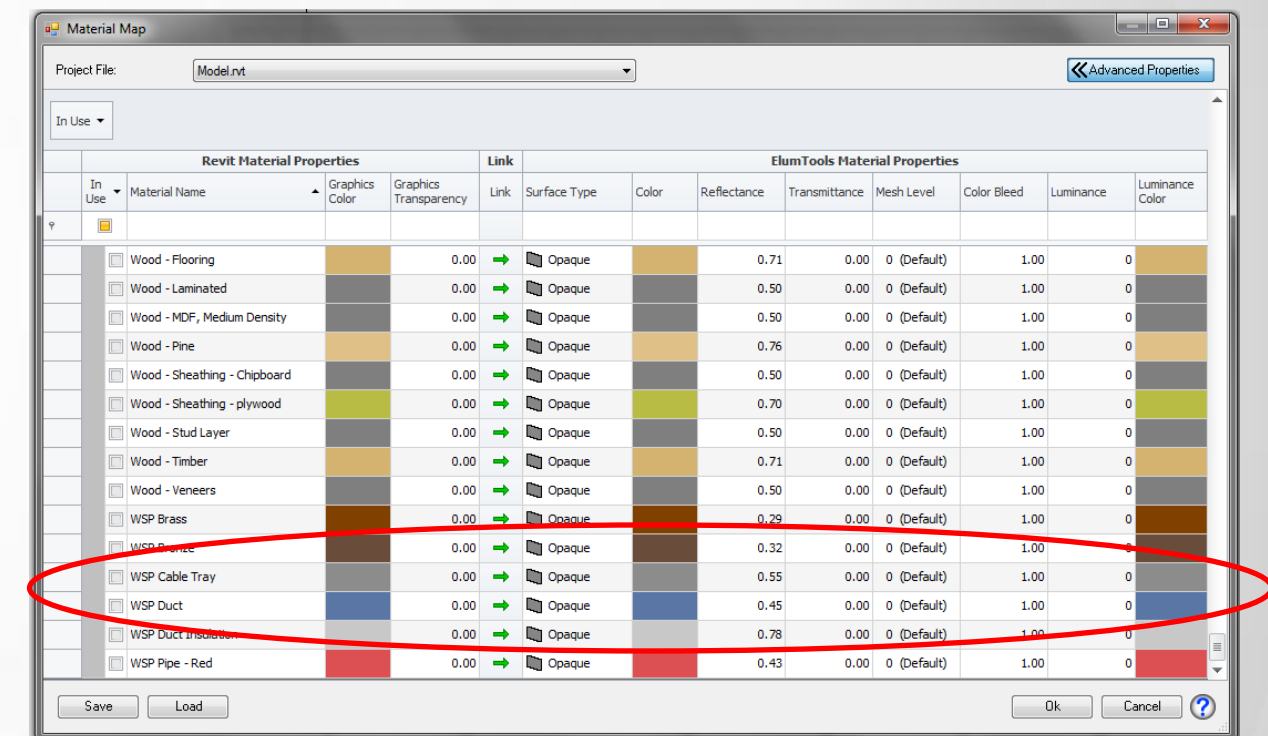 Material Map
Project File: Model.rvt Advanced Properties
In Use
Revit Material Properties Link ElumTools Material Properties
In Use Material Name Graphics Color Graphics Transparency Link Surface Type Color Reflectance Transmittance Mesh Level Color Bleed Luminance Luminance Color
Wood - Flooring 0.00 Opaque 0.71 0.00 0 (Default) 1.00 0
Wood - Laminated 0.00 Opaque 0.50 0.00 0 (Default) 1.00 0
Wood - MDF, Medium Density 0.00 Opaque 0.50 0.00 0 (Default) 1.00 0
Wood - Pine 0.00 Opaque 0.76 0.00 0 (Default) 1.00 0
Wood - Sheathing - Chipboard 0.00 Opaque 0.50 0.00 0 (Default) 1.00 0
Wood - Sheathing - plywood 0.00 Opaque 0.70 0.00 0 (Default) 1.00 0
Wood - Stud Layer 0.00 Opaque 0.50 0.00 0 (Default) 1.00 0
Wood - Timber 0.00 Opaque 0.71 0.00 0 (Default) 1.00 0
Wood - Veneers 0.00 Opaque 0.50 0.00 0 (Default) 1.00 0
WSP Brass 0.00 Opaque 0.29 0.00 0 (Default) 1.00 0
WSP Bronze 0.00 Opaque 0.32 0.00 0 (Default) 1.00 0
WSP Cable Tray 0.00 Opaque 0.55 0.00 0 (Default) 1.00 0
WSP Duct 0.00 Opaque 0.45 0.00 0 (Default) 1.00 0
WSP Duct Insulation 0.00 Opaque 0.78 0.00 0 (Default) 1.00 0
WSP Pipe - Red 0.00 Opaque 0.43 0.00 0 (Default) 1.00 0
Save Load Ok Cancel ?